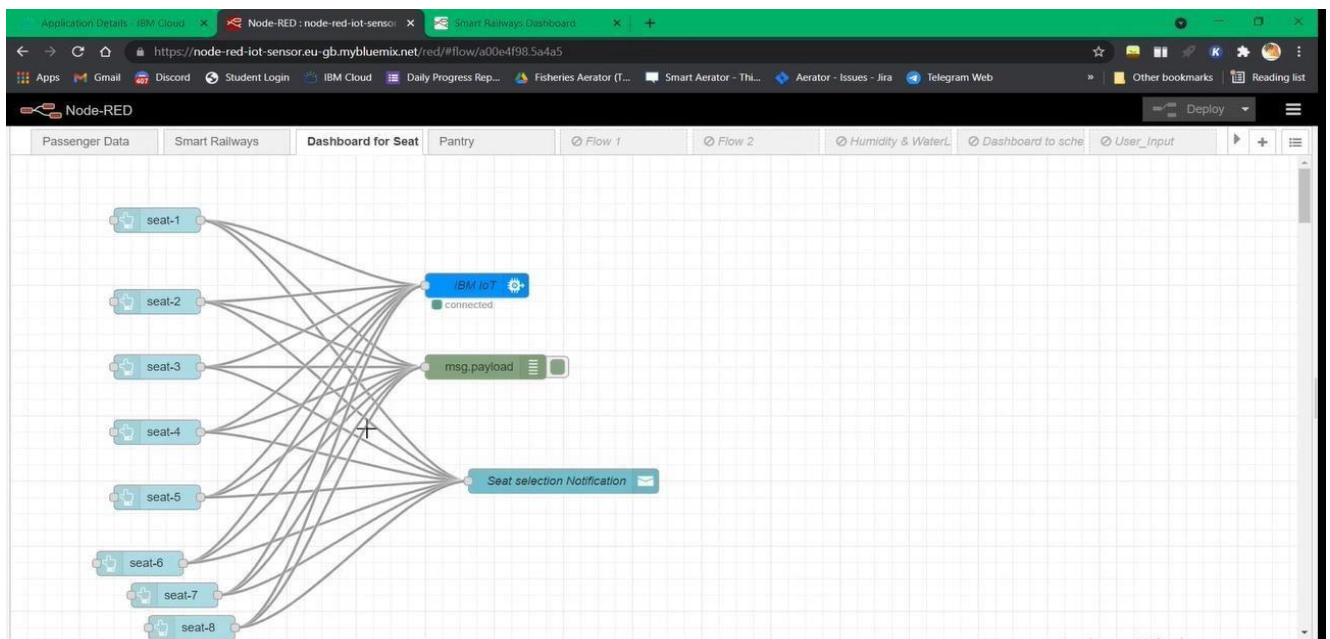 Application Details - IBM Cloud
Node-RED : node-red-iot-senso
Smart Railways Dashboard
https://node-red-iot-sensor.eu-gb.mybluemix.net/red/#flow/a00e4f98.5a4a5
Apps Gmail Discord Student Login IBM Cloud Daily Progress Rep... Fisheries Aerator (T... Smart Aerator - Thi... Aerator - Issues - Jira Telegram Web » Other bookmarks Reading list
Node-RED
Deploy
Passenger Data Smart Railways Dashboard for Seat Pantry Flow 1 Flow 2 Humidity & WaterL Dashboard to sche User_Input
seat-1
IBM IoT
seat-2
connected
seat-3
msg.payload
seat-4
Seat selection Notification
seat-5
seat-6
seat-7
seat-8